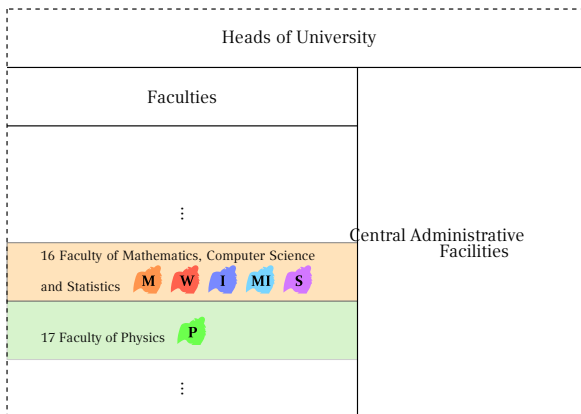 Heads of University
Faculties
⋮
16 Faculty of Mathematics, Computer Science
and Statistics M W I MI S
17 Faculty of Physics P
⋮
Central Administrative
Facilities